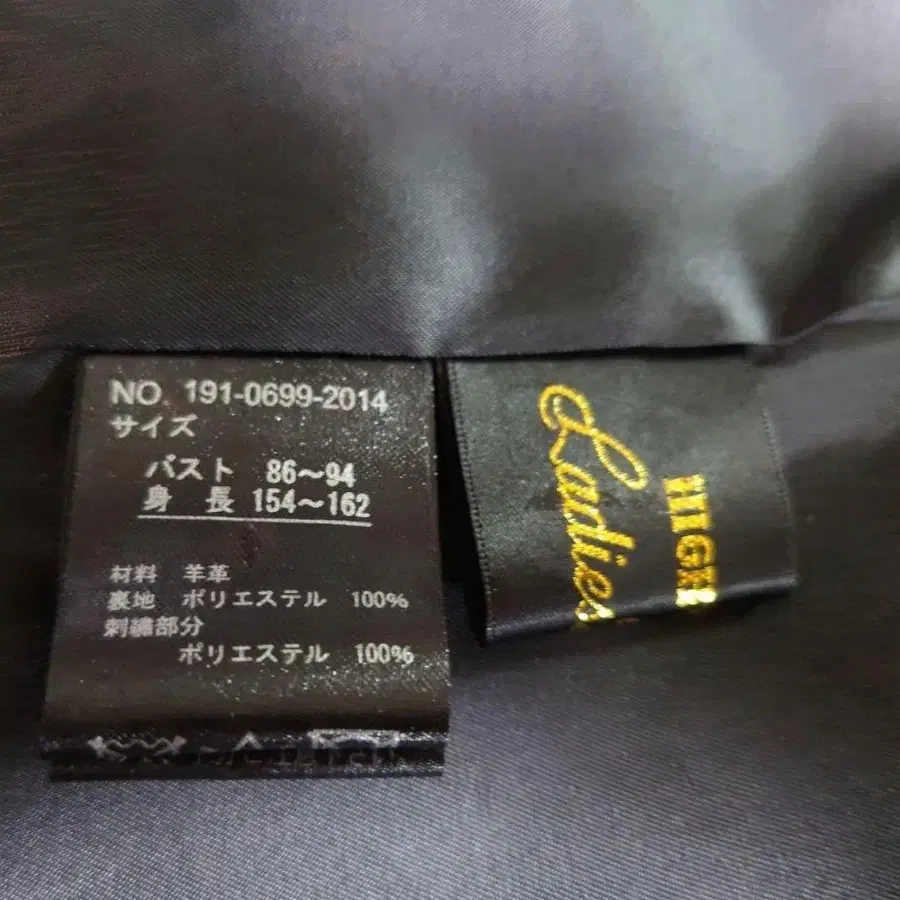 NO. 191-0699-2014
サイズ
バスト 86〜94
身長 154〜162
材料 羊革
裏地 ポリエステル 100%
刺繍部分
ポリエステル 100%
Ladies